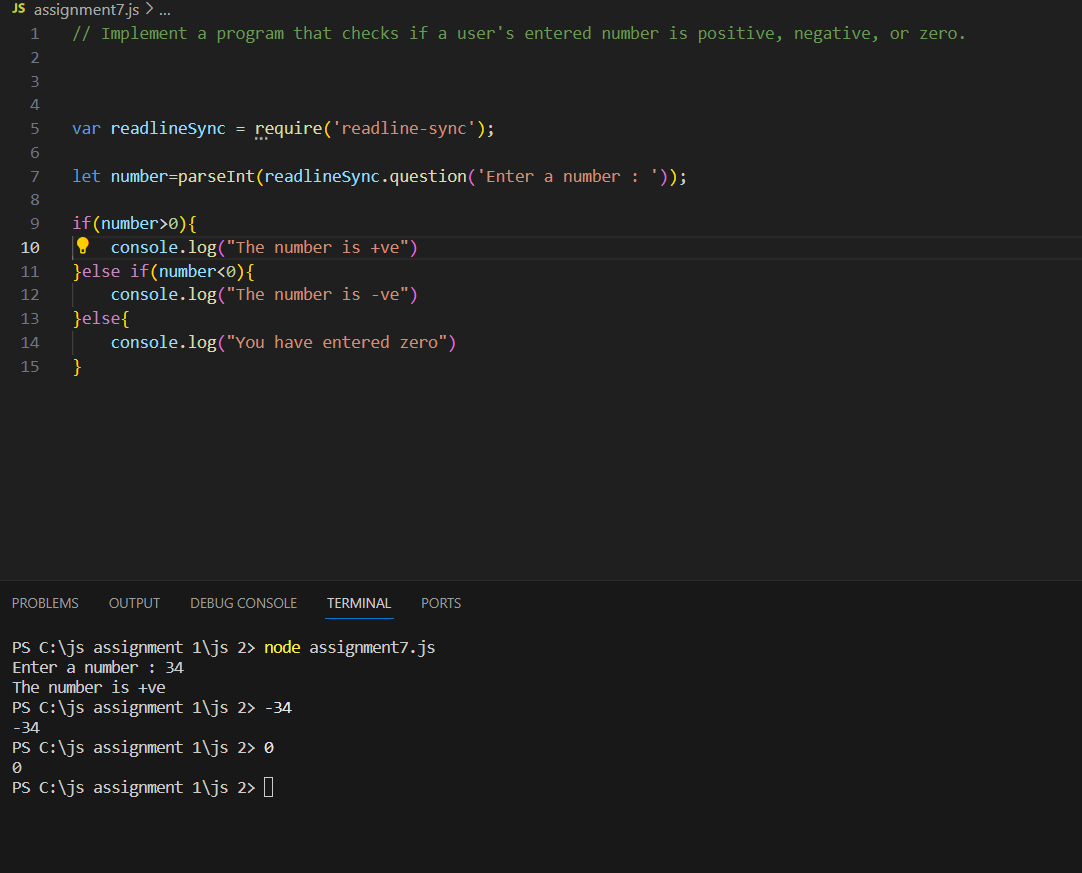 JS assignment7.js > ...
1 // Implement a program that checks if a user's entered number is positive, negative, or zero.
2
3
4
5 var readlineSync = require('readline-sync');
6
7 let number=parseInt(readlineSync.question('Enter a number : '));
8
9 if(number>0){
10     console.log("The number is +ve")
11 }else if(number<0){
12     console.log("The number is -ve")
13 }else{
14     console.log("You have entered zero")
15 }
PROBLEMS OUTPUT DEBUG CONSOLE TERMINAL PORTS
PS C:\js assignment 1\js 2> node assignment7.js
Enter a number : 34
The number is +ve
PS C:\js assignment 1\js 2> -34
-34
PS C:\js assignment 1\js 2> 0
0
PS C:\js assignment 1\js 2>